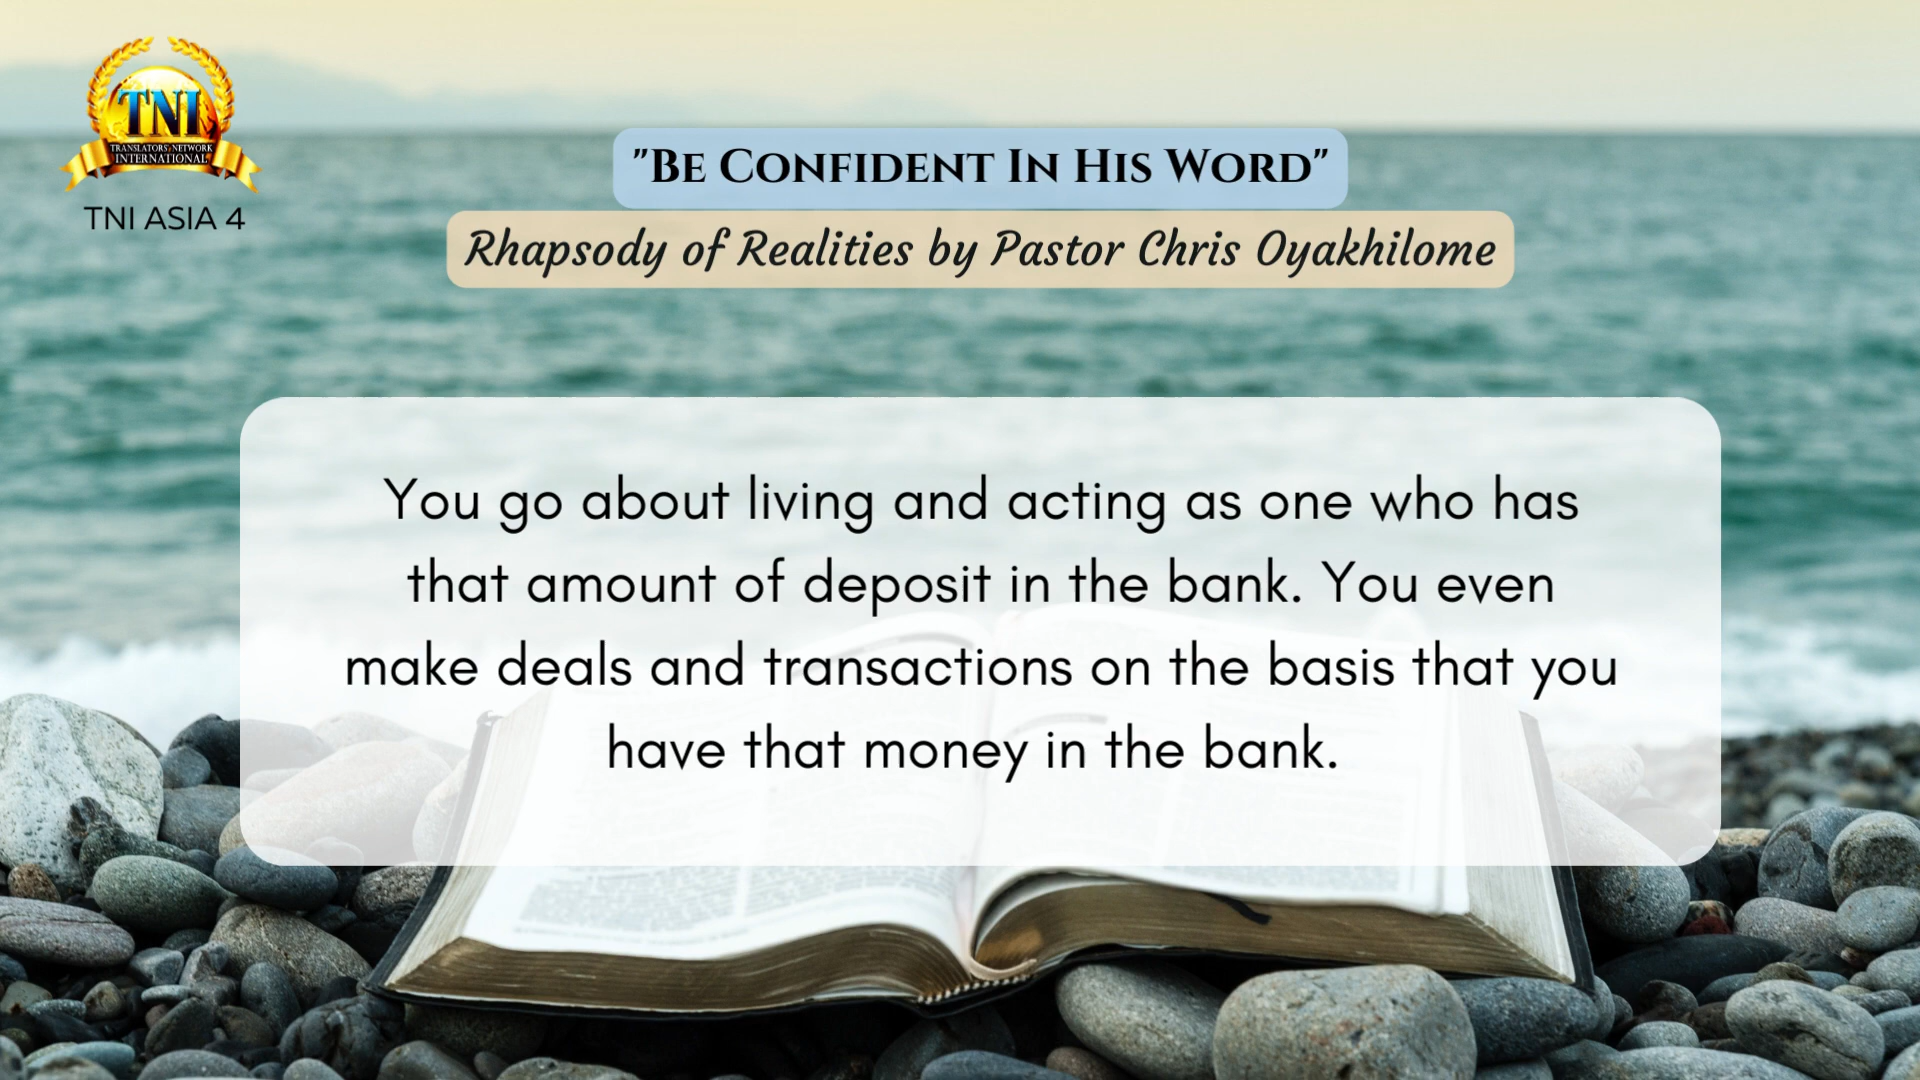 TNI
TRANSLATORS' NETWORK
INTERNATIONAL
TNI ASIA 4
"BE CONFIDENT IN HIS WORD"
Rhapsody of Realities by Pastor Chris Oyakhilome
You go about living and acting as one who has
that amount of deposit in the bank. You even
make deals and transactions on the basis that you
have that money in the bank.